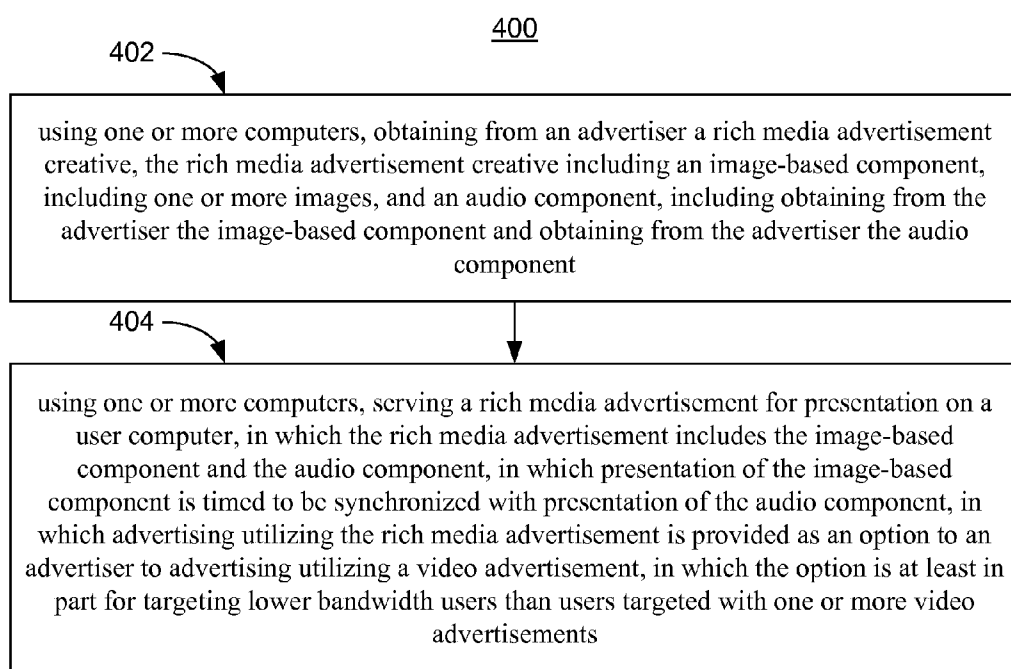 400
402
using one or more computers, obtaining from an advertiser a rich media advertisement
creative, the rich media advertisement creative including an image-based component,
including one or more images, and an audio component, including obtaining from the
advertiser the image-based component and obtaining from the advertiser the audio
component
404
using one or more computers, serving a rich media advertisement for presentation on a
user computer, in which the rich media advertisement includes the image-based
component and the audio component, in which presentation of the image-based
component is timed to be synchronized with presentation of the audio component, in
which advertising utilizing the rich media advertisement is provided as an option to an
advertiser to advertising utilizing a video advertisement, in which the option is at least in
part for targeting lower bandwidth users than users targeted with one or more video
advertisements